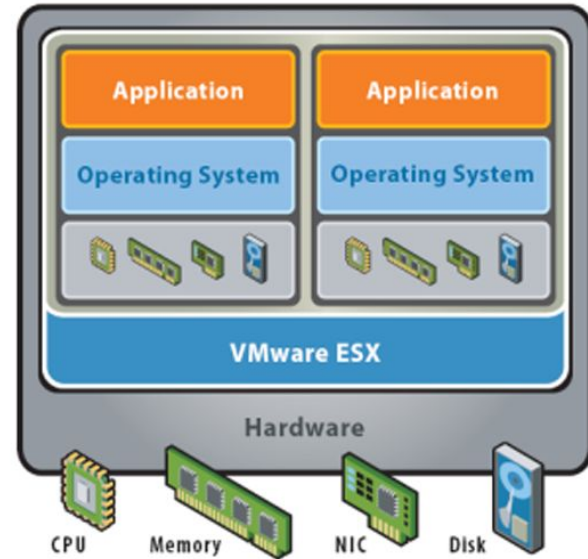 Application Application
Operating System Operating System
VMware ESX
Hardware
CPU Memory NIC Disk